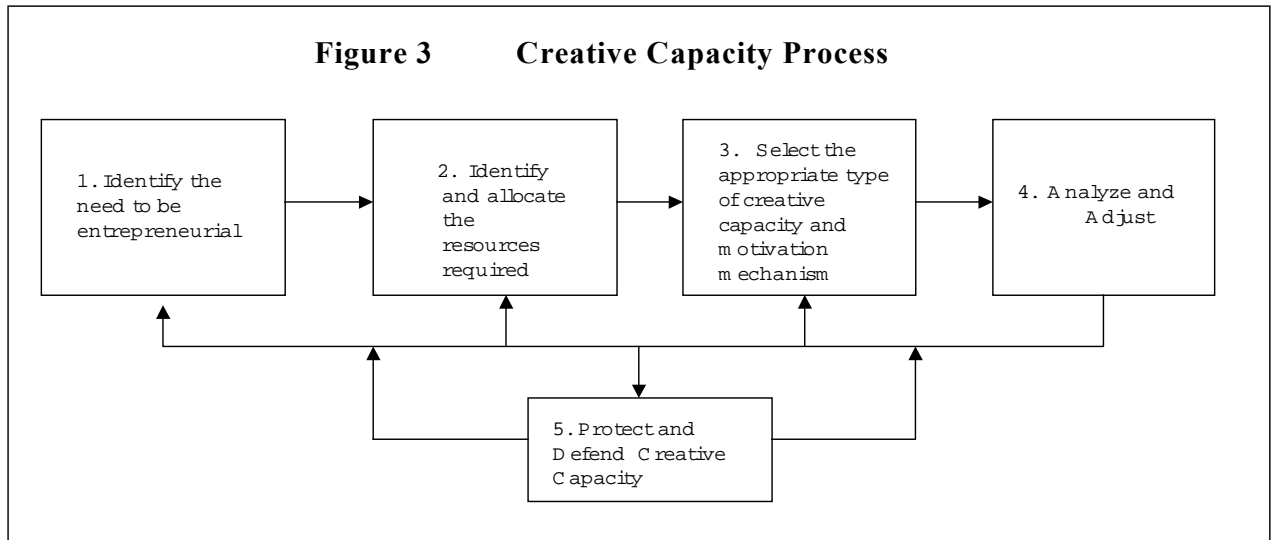 Figure 3 Creative Capacity Process
1. Identify the
need to be
entrepreneurial
2. Identify
and allocate
the
resources
required
3. Select the
appropriate type
of creative
capacity and
motivation
mechanism
4. Analyze and
Adjust
5. Protect and
Defend Creative
Capacity